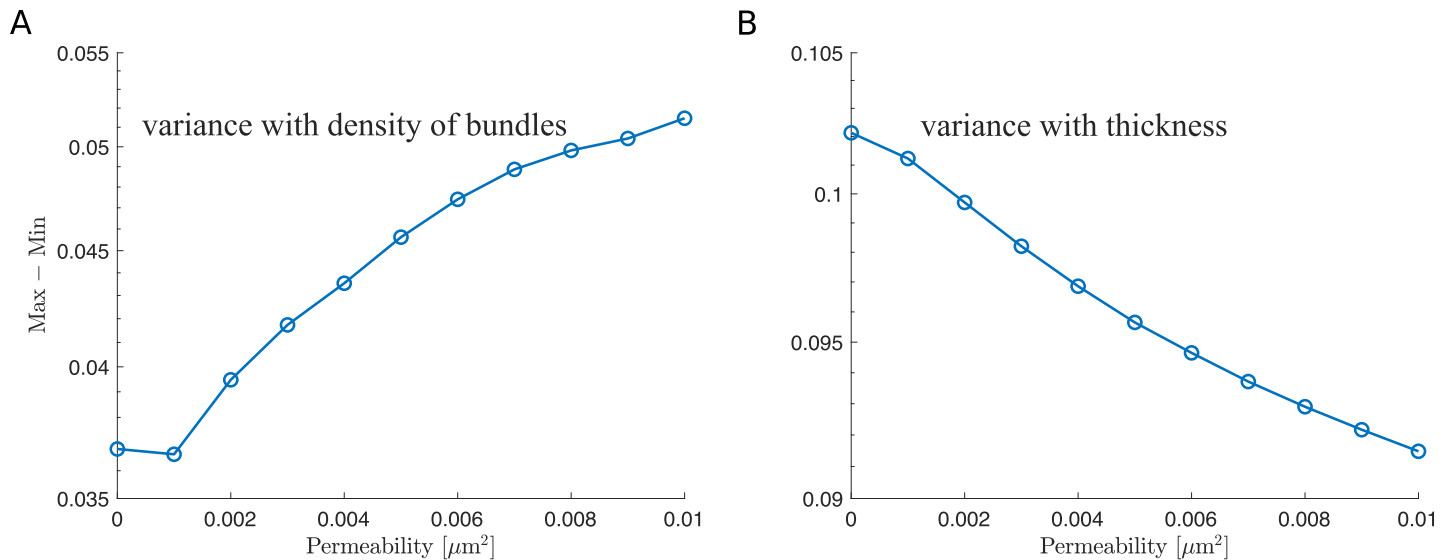 A
0.055
variance with density of bundles
0.05
Max − Min
0.045
0.04
0.035
0 0.002 0.004 0.006 0.008 0.01
Permeability [μm²]
B
0.105
variance with thickness
0.1
0.095
0.09
0 0.002 0.004 0.006 0.008 0.01
Permeability [μm²]